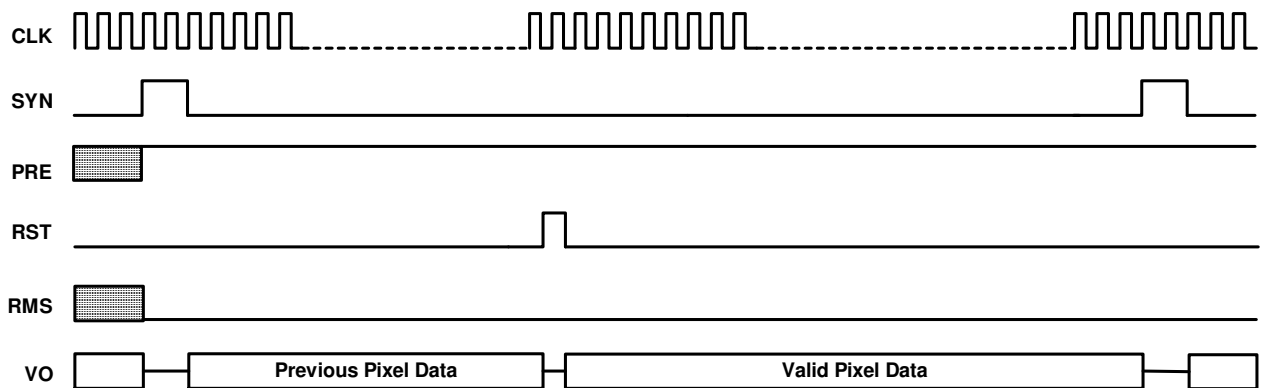 CLK
SYN
PRE
RST
RMS
VO Previous Pixel Data Valid Pixel Data